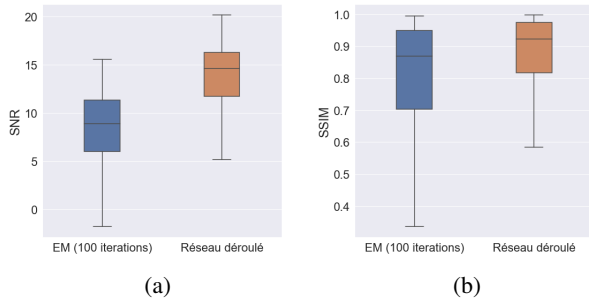 20
15
10
5
0
SNR
EM (100 iterations) Réseau déroulé
(a)
1.0
0.9
0.8
0.7
0.6
0.5
0.4
SSIM
EM (100 iterations) Réseau déroulé
(b)